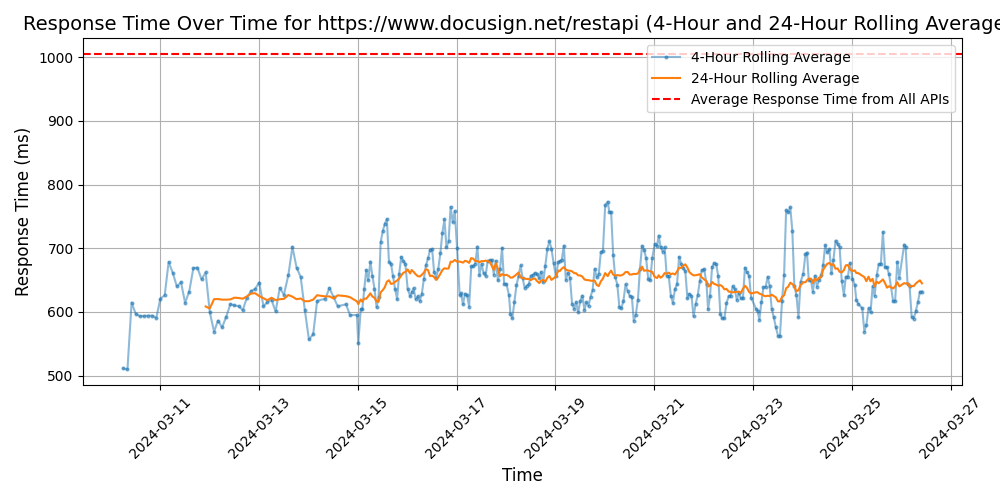 Response Time Over Time for https://www.docusign.net/restapi (4-Hour and 24-Hour Rolling Average
4-Hour Rolling Average
24-Hour Rolling Average
Average Response Time from All APIs
Response Time (ms)
1000
900
800
700
600
500
2024-03-11
2024-03-13
2024-03-15
2024-03-17
2024-03-19
2024-03-21
2024-03-23
2024-03-25
2024-03-27
Time